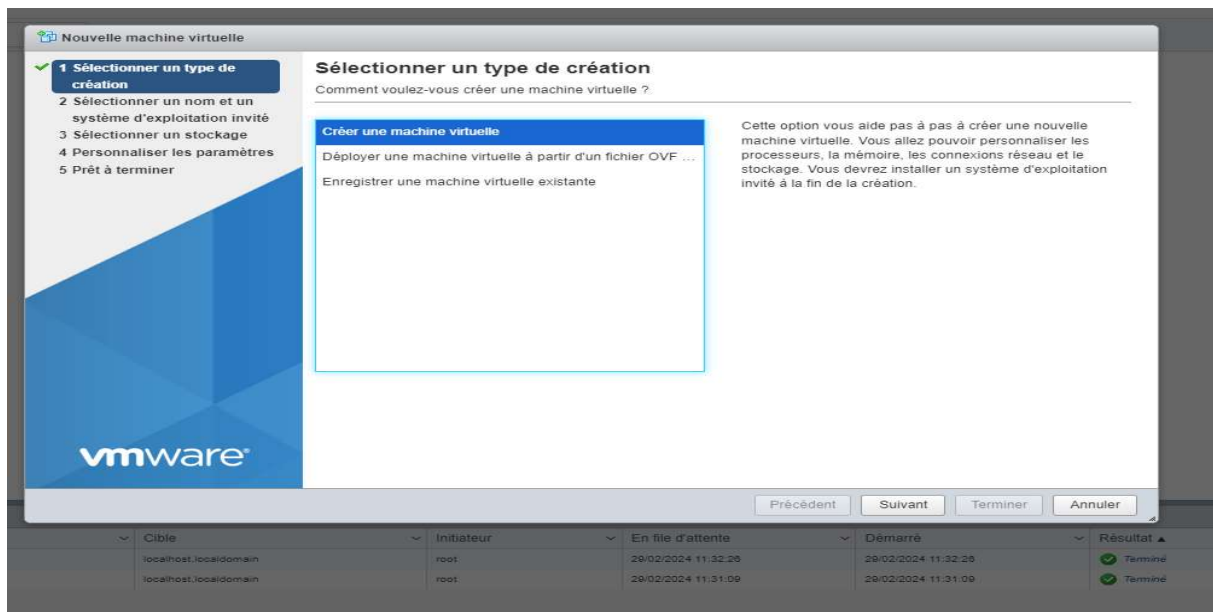 Nouvelle machine virtuelle
1 Sélectionner un type de
création
2 Sélectionner un nom et un
système d'exploitation invité
3 Sélectionner un stockage
4 Personnaliser les paramètres
5 Prêt à terminer
vmware®
Sélectionner un type de création
Comment voulez-vous créer une machine virtuelle ?
Créer une machine virtuelle
Déployer une machine virtuelle à partir d'un fichier OVF ...
Enregistrer une machine virtuelle existante
Cette option vous aide pas à pas à créer une nouvelle
machine virtuelle. Vous allez pouvoir personnaliser les
processeurs, la mémoire, les connexions réseau et le
stockage. Vous devrez installer un système d'exploitation
invité à la fin de la création.
Précédent Suivant Terminer Annuler
Cible Initiateur En file d'attente Démarré Résultat ▲
localhost.localdomain root 29/02/2024 11:32:26 29/02/2024 11:32:26 Terminé
localhost.localdomain root 29/02/2024 11:31:09 29/02/2024 11:31:09 Terminé